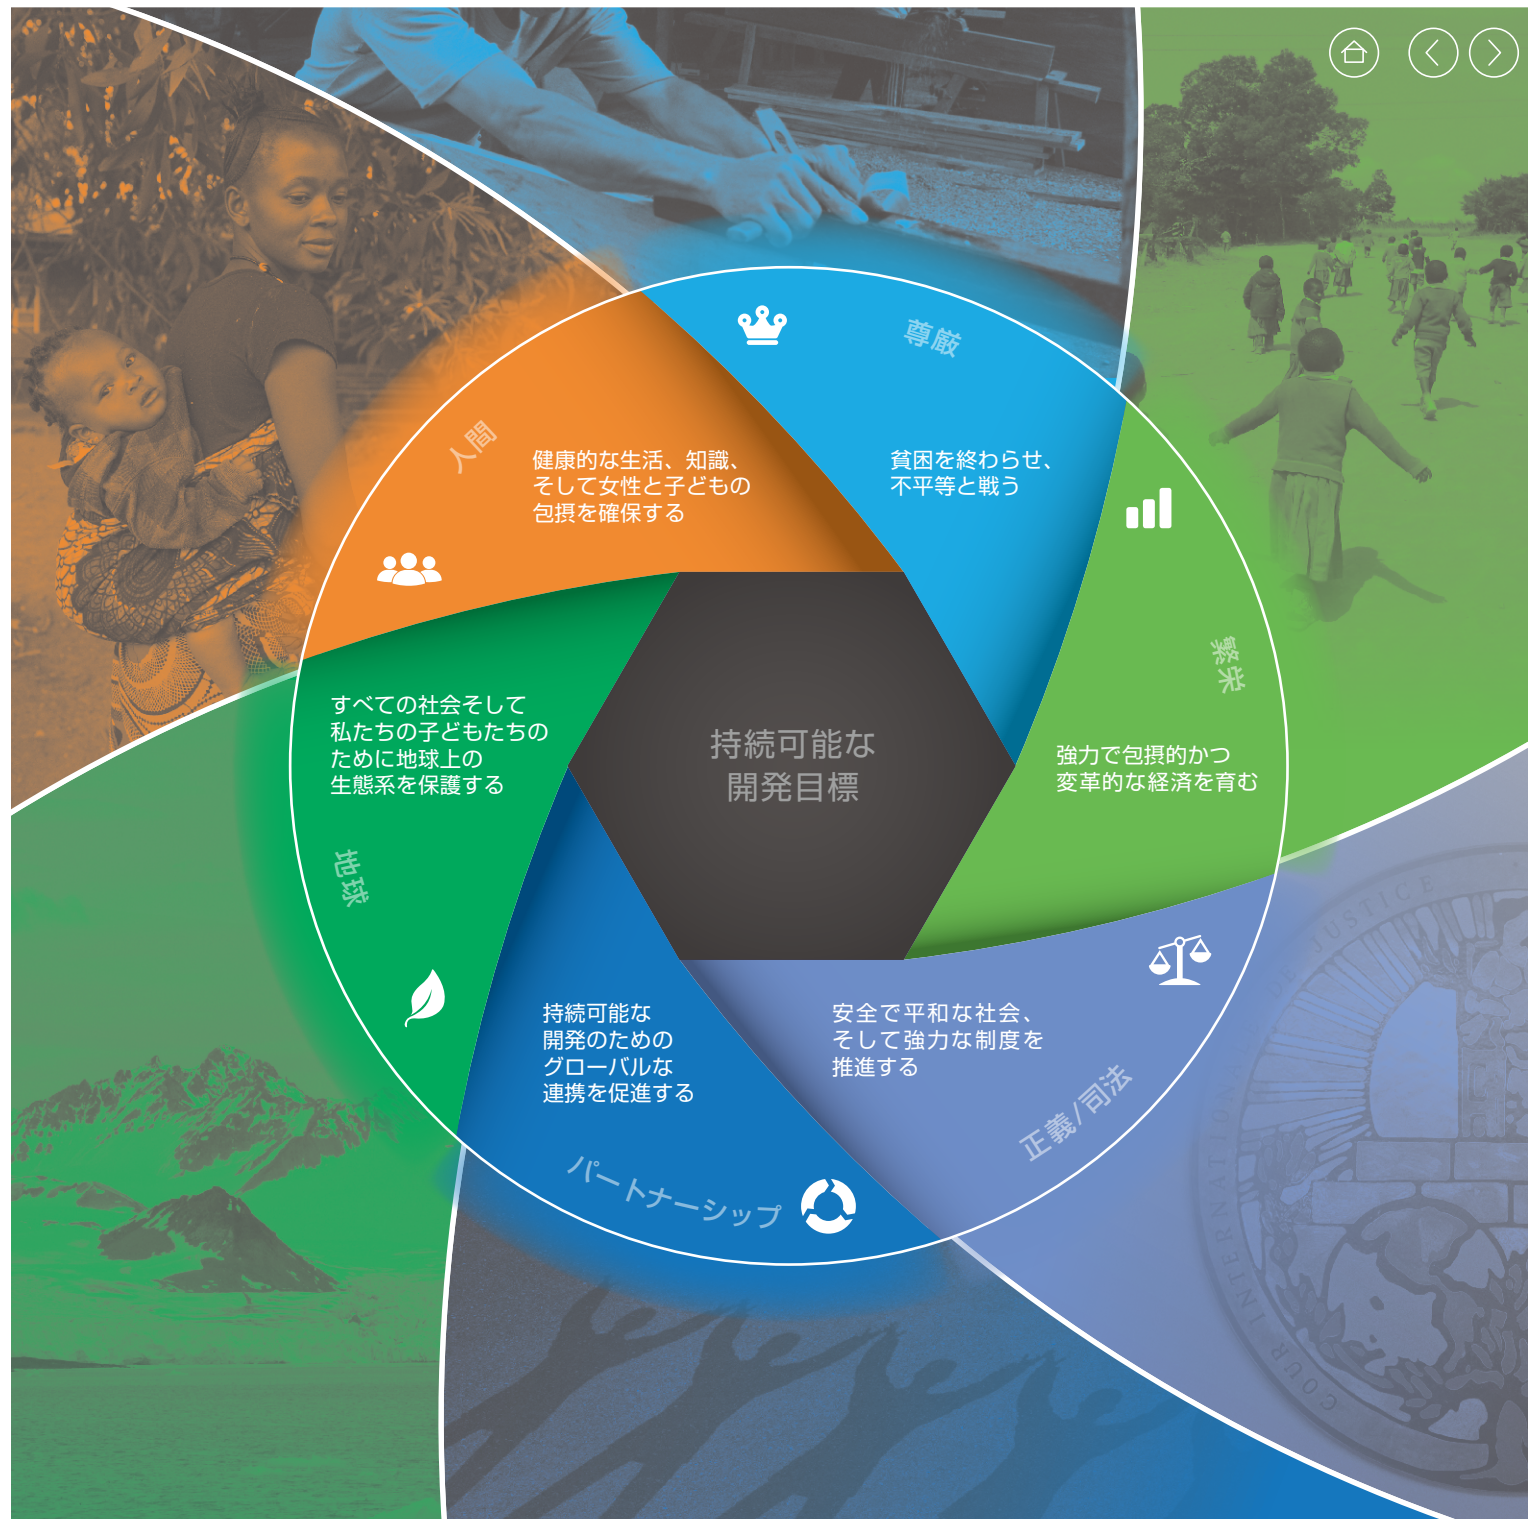 尊厳
貧困を終わらせ、
不平等と戦う
人間
健康的な生活、知識、
そして女性と子どもの
包摂を確保する
繁栄
強力で包摂的かつ
変革的な経済を育む
持続可能な
開発目標
すべての社会そして
私たちの子どもたちの
ために地球上の
生態系を保護する
地球
安全で平和な社会、
そして強力な制度を
推進する
正義/司法
持続可能な
開発のための
グローバルな
連携を促進する
パートナーシップ
JUSTICE
COUR INTERNATIONA